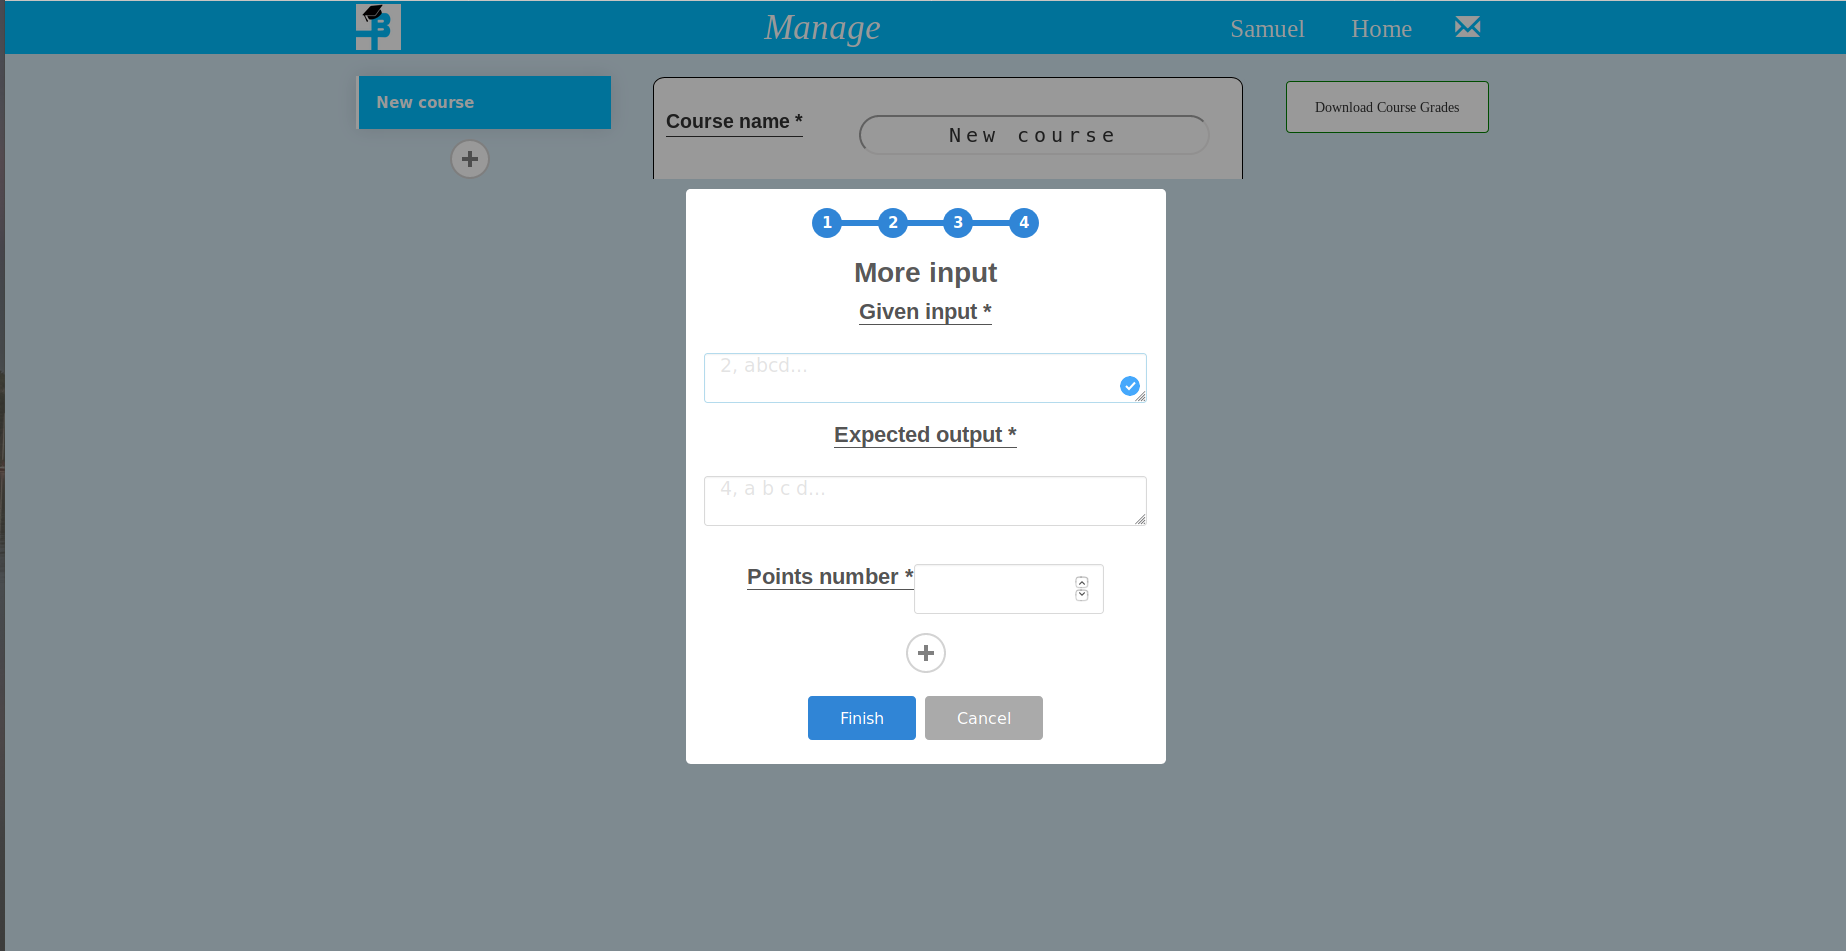 Manage
Samuel
Home
New course
Course name *
New course
Download Course Grades
1 2 3 4
More input
Given input *
2, abcd...
Expected output *
4, a b c d...
Points number *
Finish
Cancel